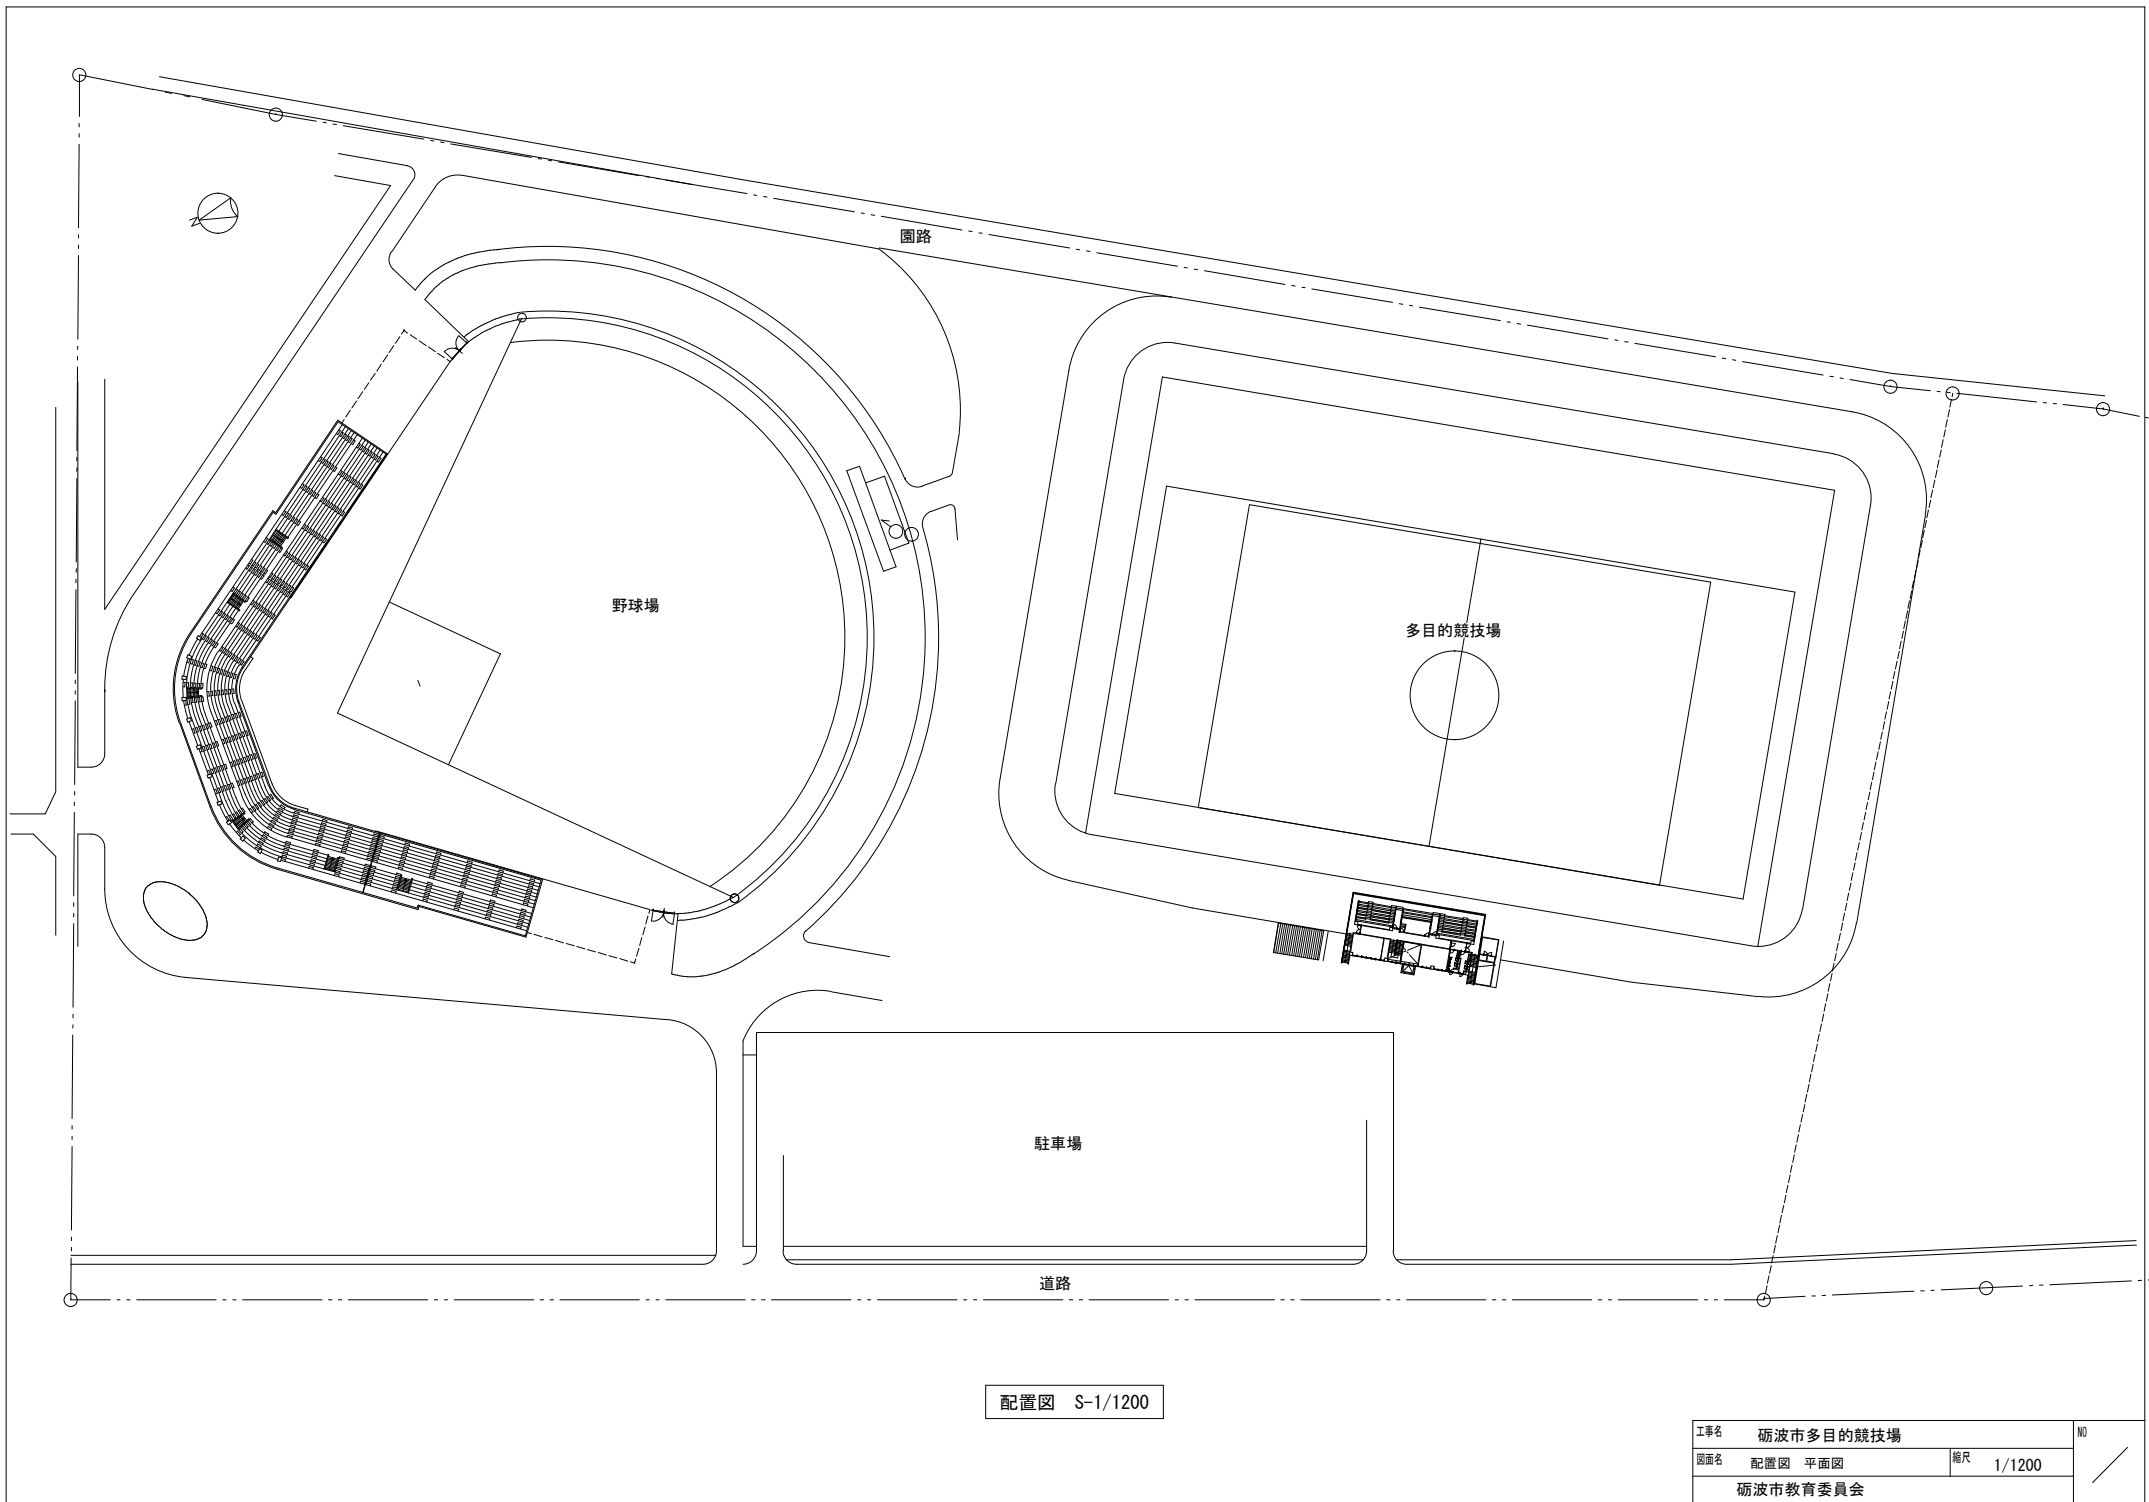 園路
野球場
多目的競技場
駐車場
道路
配置図 S-1/1200
工事名 砺波市多目的競技場 NO
図面名 配置図 平面図 縮尺 1/1200
砺波市教育委員会